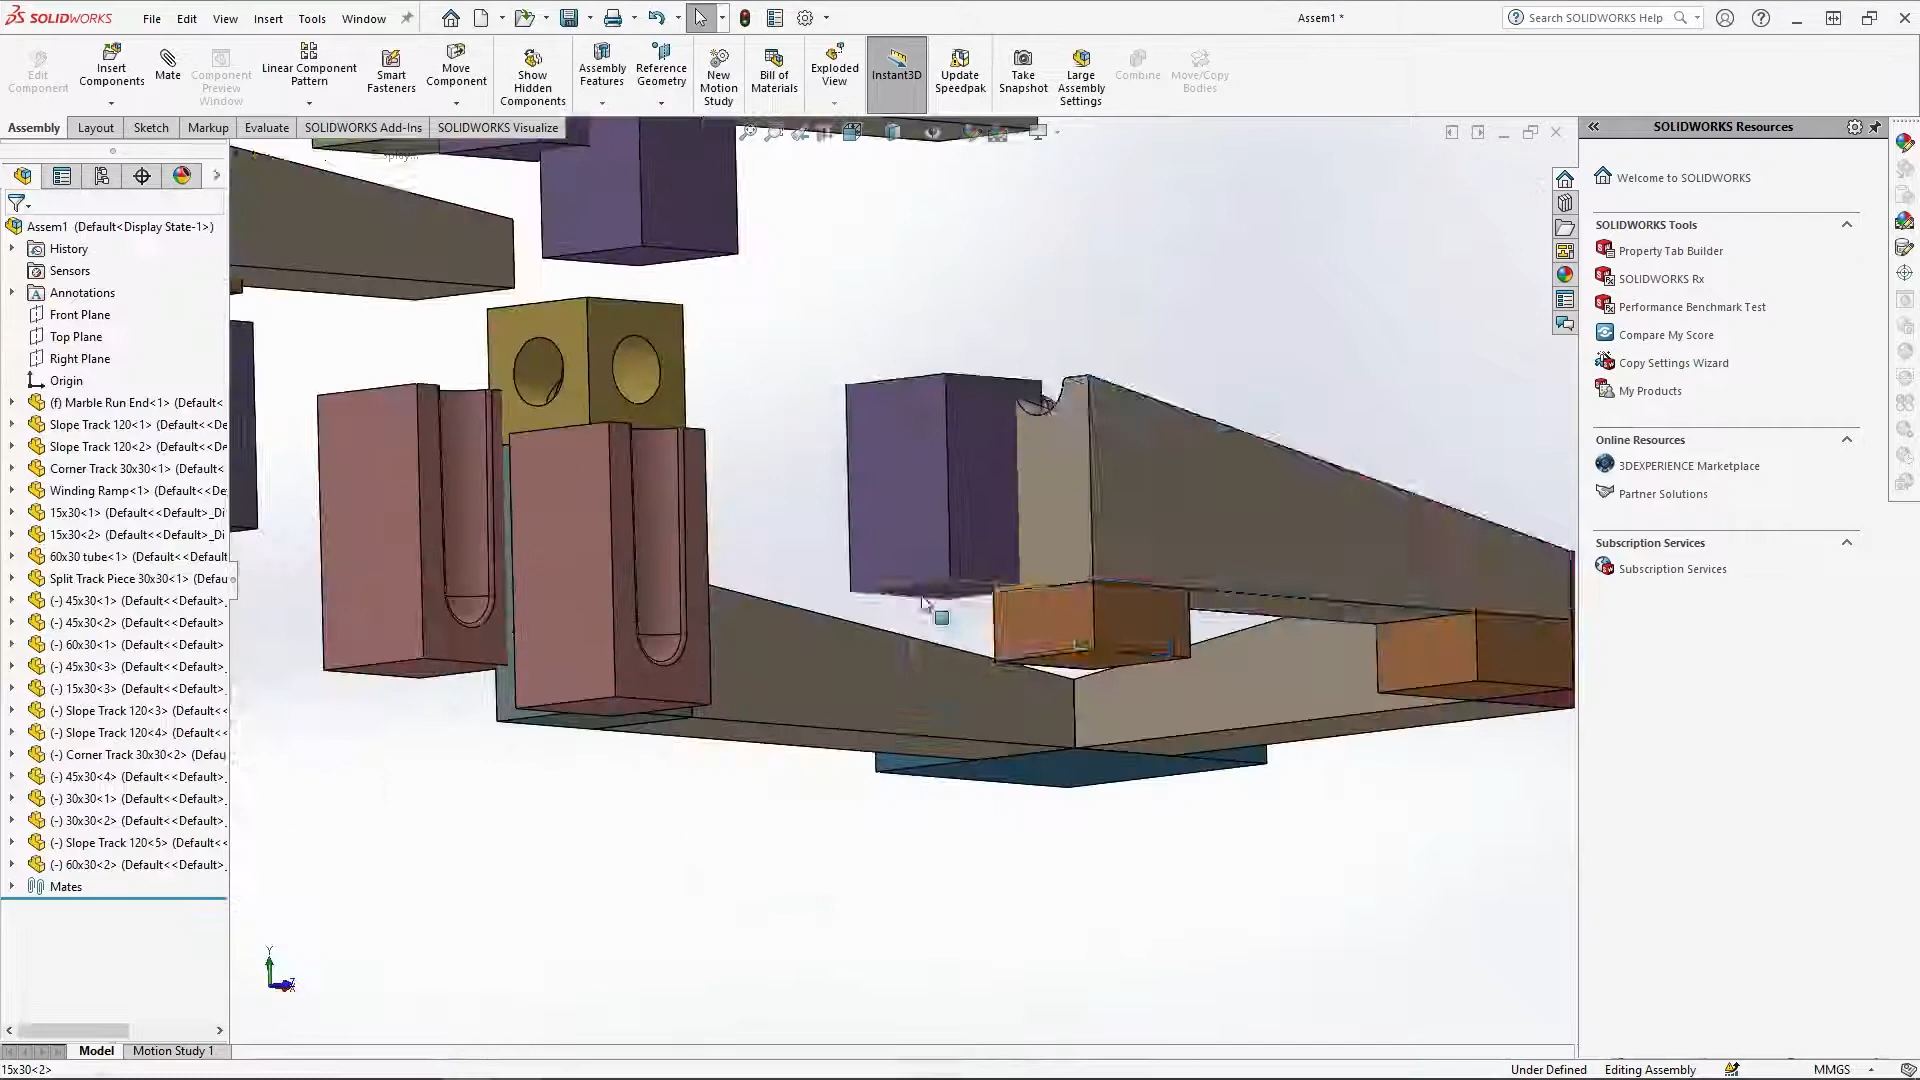 SOLIDWORKS File Edit View Insert Tools Window Assem1 * Search SOLIDWORKS Help
Edit Component
Insert Components
Mate
Component Preview Window
Linear Component Pattern
Smart Fasteners
Move Component
Show Hidden Components
Assembly Features
Reference Geometry
New Motion Study
Bill of Materials
Exploded View
Instant3D
Update Speedpak
Take Snapshot
Large Assembly Settings
Combine
Move/Copy Bodies
Assembly Layout Sketch Markup Evaluate SOLIDWORKS Add-Ins SOLIDWORKS Visualize
Assem1 (Default<Display State-1>)
History
Sensors
Annotations
Front Plane
Top Plane
Right Plane
Origin
(f) Marble Run End<1> (Default<
Slope Track 120<1> (Default<<De
Slope Track 120<2> (Default<<De
Corner Track 30x30<1> (Default<
Winding Ramp<1> (Default<<De
15x30<1> (Default<<Default>_Di
15x30<2> (Default<<Default>_Di
60x30 tube<1> (Default<<Default
Split Track Piece 30x30<1> (Defau
(-) 45x30<1> (Default<<Default>_
(-) 45x30<2> (Default<<Default>_
(-) 60x30<1> (Default<<Default>_
(-) 45x30<3> (Default<<Default>_
(-) 15x30<3> (Default<<Default>_
(-) Slope Track 120<3> (Default<<
(-) Slope Track 120<4> (Default<<
(-) Corner Track 30x30<2> (Defau
(-) 45x30<4> (Default<<Default>_
(-) 30x30<1> (Default<<Default>_
(-) 30x30<2> (Default<<Default>_
(-) Slope Track 120<5> (Default<<
(-) 60x30<2> (Default<<Default>_
Mates
Y
Z
Model Motion Study 1
15x30<2>
Under Defined Editing Assembly MMGS
SOLIDWORKS Resources
Welcome to SOLIDWORKS
SOLIDWORKS Tools
Property Tab Builder
SOLIDWORKS Rx
Performance Benchmark Test
Compare My Score
Copy Settings Wizard
My Products
Online Resources
3DEXPERIENCE Marketplace
Partner Solutions
Subscription Services
Subscription Services